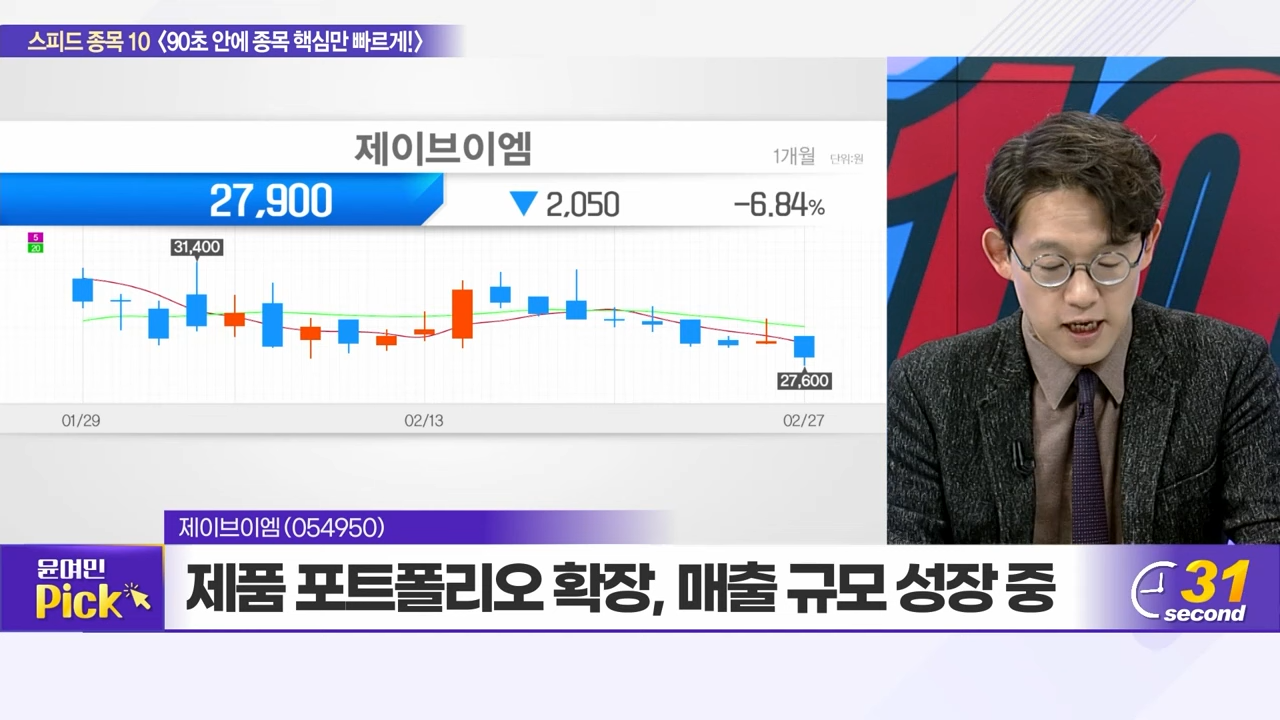 스피드 종목 10 〈90초 안에 종목 핵심만 빠르게!〉
제이브이엠
1개월 단위:원
27,900 ▼ 2,050 -6.84%
5
20
31,400
27,600
01/29 02/13 02/27
제이브이엠(054950)
윤여민
Pick
제품 포트폴리오 확장, 매출 규모 성장 중
31
second
10